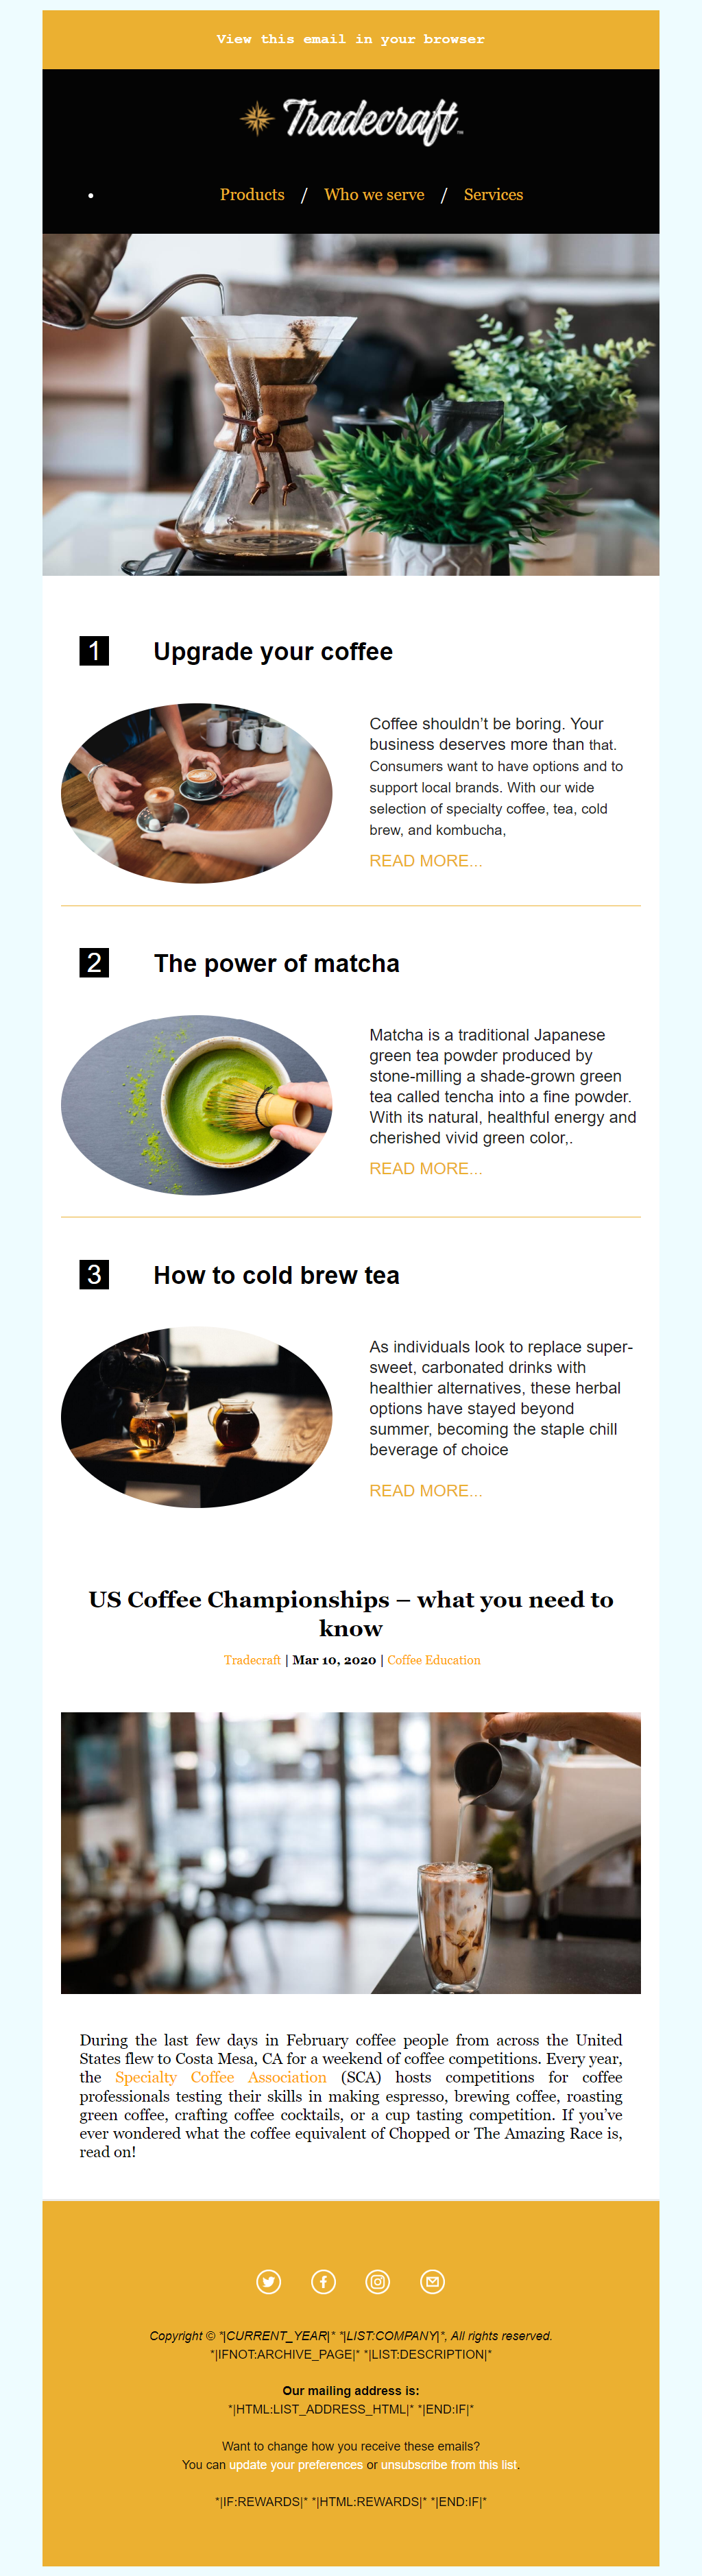 View this email in your browser
Tradecraft™
• Products / Who we serve / Services
1 Upgrade your coffee
Coffee shouldn’t be boring. Your
business deserves more than that.
Consumers want to have options and to
support local brands. With our wide
selection of specialty coffee, tea, cold
brew, and kombucha,
READ MORE...
2 The power of matcha
Matcha is a traditional Japanese
green tea powder produced by
stone-milling a shade-grown green
tea called tencha into a fine powder.
With its natural, healthful energy and
cherished vivid green color,.
READ MORE...
3 How to cold brew tea
As individuals look to replace super-
sweet, carbonated drinks with
healthier alternatives, these herbal
options have stayed beyond
summer, becoming the staple chill
beverage of choice
READ MORE...
US Coffee Championships – what you need to
know
Tradecraft | Mar 10, 2020 | Coffee Education
During the last few days in February coffee people from across the United
States flew to Costa Mesa, CA for a weekend of coffee competitions. Every year,
the Specialty Coffee Association (SCA) hosts competitions for coffee
professionals testing their skills in making espresso, brewing coffee, roasting
green coffee, crafting coffee cocktails, or a cup tasting competition. If you’ve
ever wondered what the coffee equivalent of Chopped or The Amazing Race is,
read on!
Copyright © *|CURRENT_YEAR|* *|LIST:COMPANY|*, All rights reserved.
*|IFNOT:ARCHIVE_PAGE|* *|LIST:DESCRIPTION|*
Our mailing address is:
*|HTML:LIST_ADDRESS_HTML|* *|END:IF|*
Want to change how you receive these emails?
You can update your preferences or unsubscribe from this list.
*|IF:REWARDS|* *|HTML:REWARDS|* *|END:IF|*